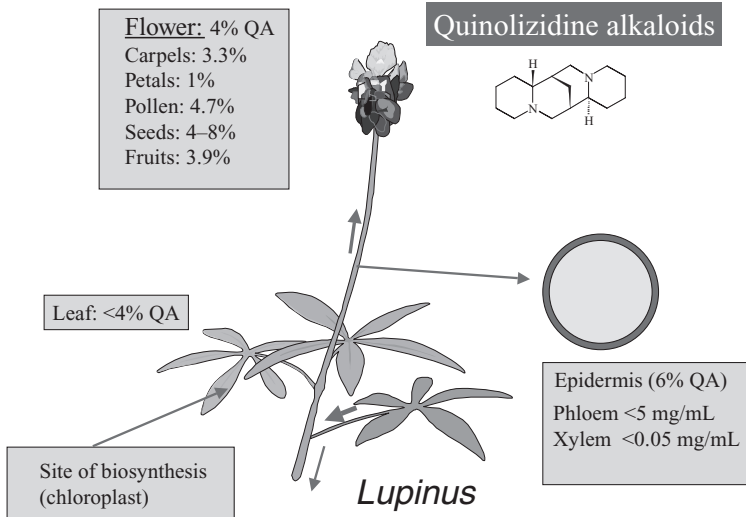 Flower: 4% QA
Carpels: 3.3%
Petals: 1%
Pollen: 4.7%
Seeds: 4–8%
Fruits: 3.9%
Quinolizidine alkaloids
H
N
N
H
Leaf: <4% QA
Epidermis (6% QA)
Phloem <5 mg/mL
Xylem <0.05 mg/mL
Site of biosynthesis
(chloroplast)
Lupinus